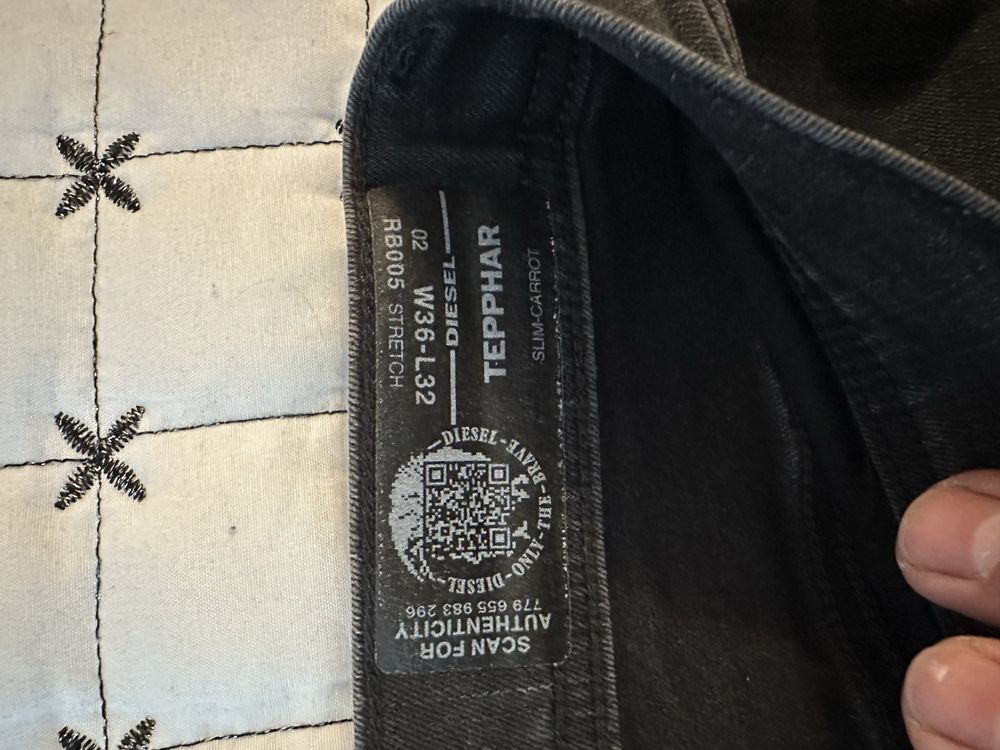 SLIM-CARROT
TEPPHAR
DIESEL
02 W36-L32
RB005 STRETCH
DIESEL-BRAVE-THE-ONLY-
DIESEL-
SCAN FOR
AUTHENTICITY
779 655 983 296